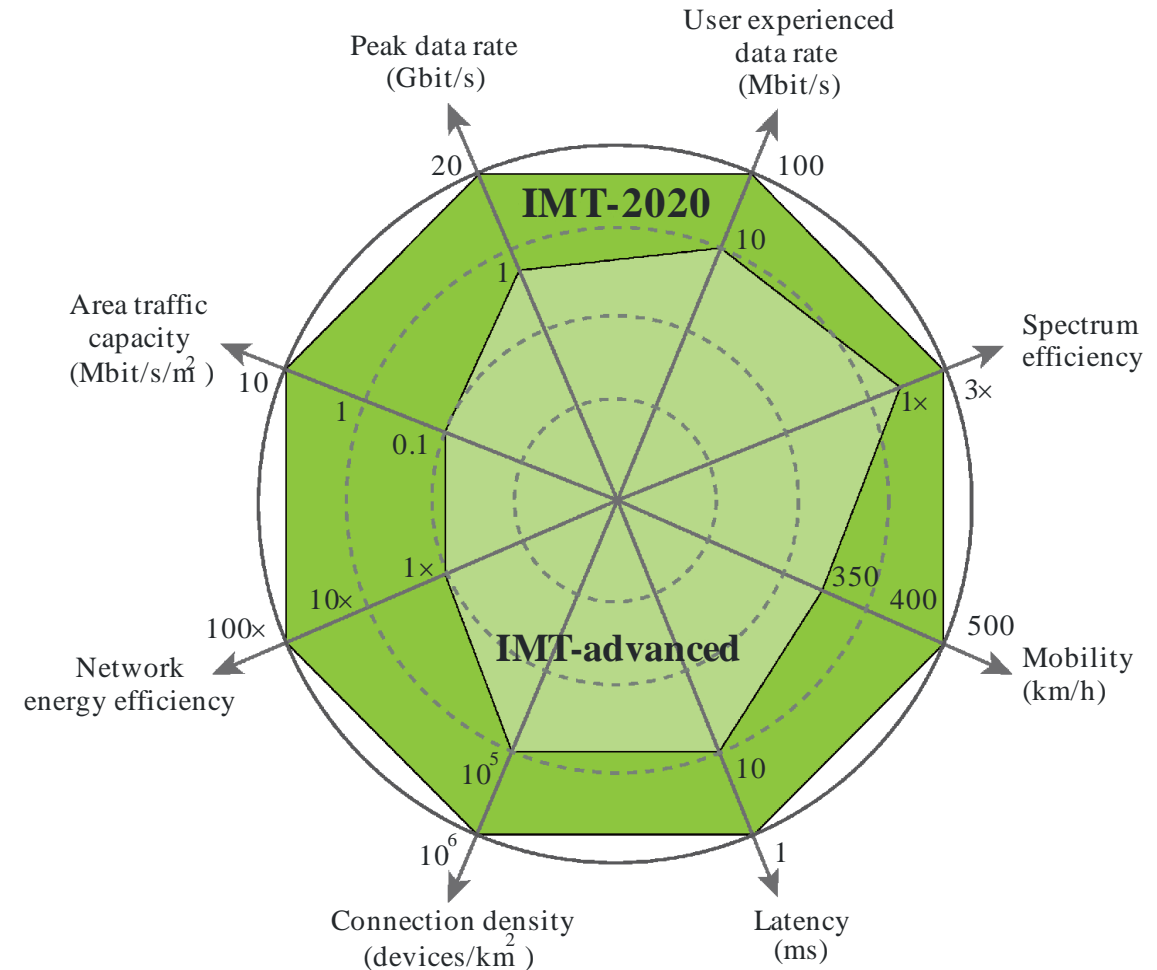 User experienced
data rate
(Mbit/s)
Peak data rate
(Gbit/s)
20
100
IMT-2020
10
1
Area traffic
capacity
(Mbit/s/m²)
Spectrum
efficiency
10
3×
1×
1
0.1
1×
350
10×
400
100×
500
Network
energy efficiency
Mobility
(km/h)
IMT-advanced
10⁵
10
10⁶
1
Connection density
(devices/km²)
Latency
(ms)